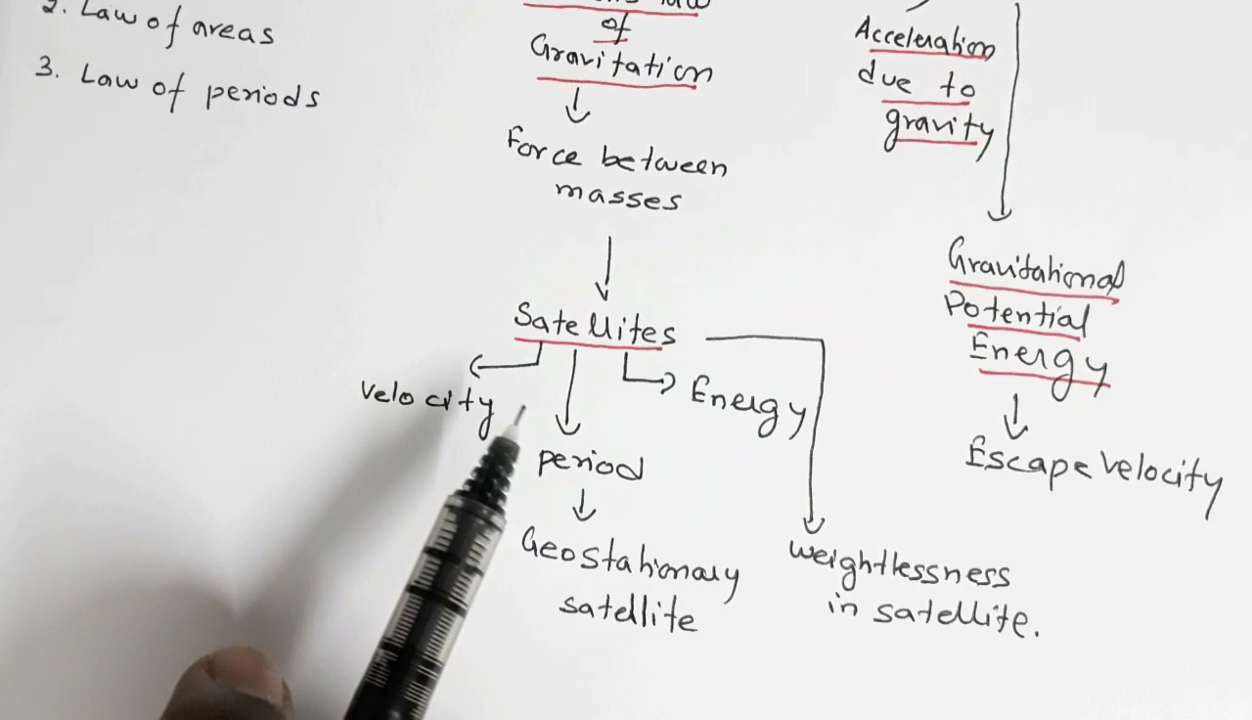 2. Law of areas
3. Law of periods
law
of
Gravitation
Force between
masses
Satellites
Velocity
Energy
period
Geostationary
satellite
weightlessness
in satellite.
Acceleration
due to
gravity
Gravitational
Potential
Energy
Escape Velocity